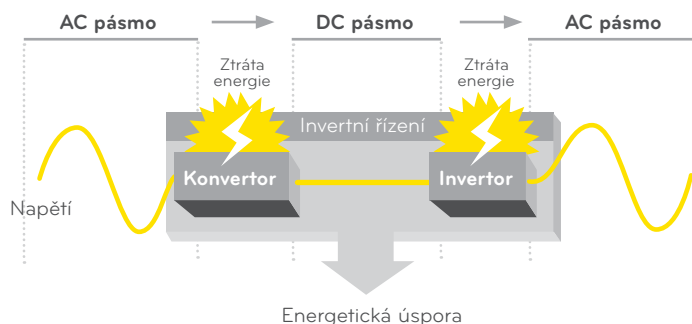 AC pásmo
DC pásmo
AC pásmo
Ztráta
energie
Ztráta
energie
Invertní řízení
Konvertor
Invertor
Napětí
Energetická úspora